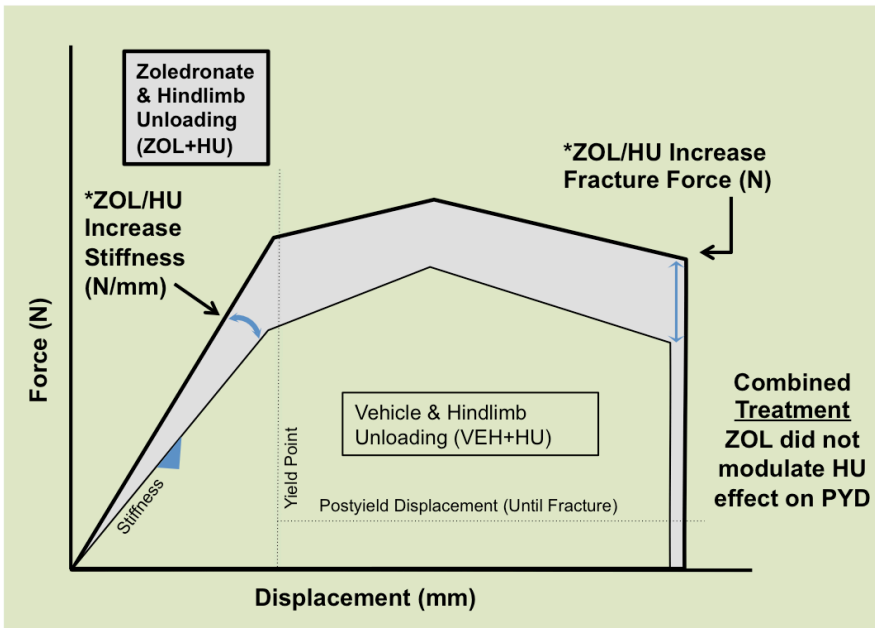 Zoledronate
& Hindlimb
Unloading
(ZOL+HU)
*ZOL/HU
Increase
Stiffness
(N/mm)
*ZOL/HU Increase
Fracture Force (N)
Force (N)
Stiffness
Yield Point
Vehicle & Hindlimb
Unloading (VEH+HU)
Postyield Displacement (Until Fracture)
Combined
Treatment
ZOL did not
modulate HU
effect on PYD
Displacement (mm)